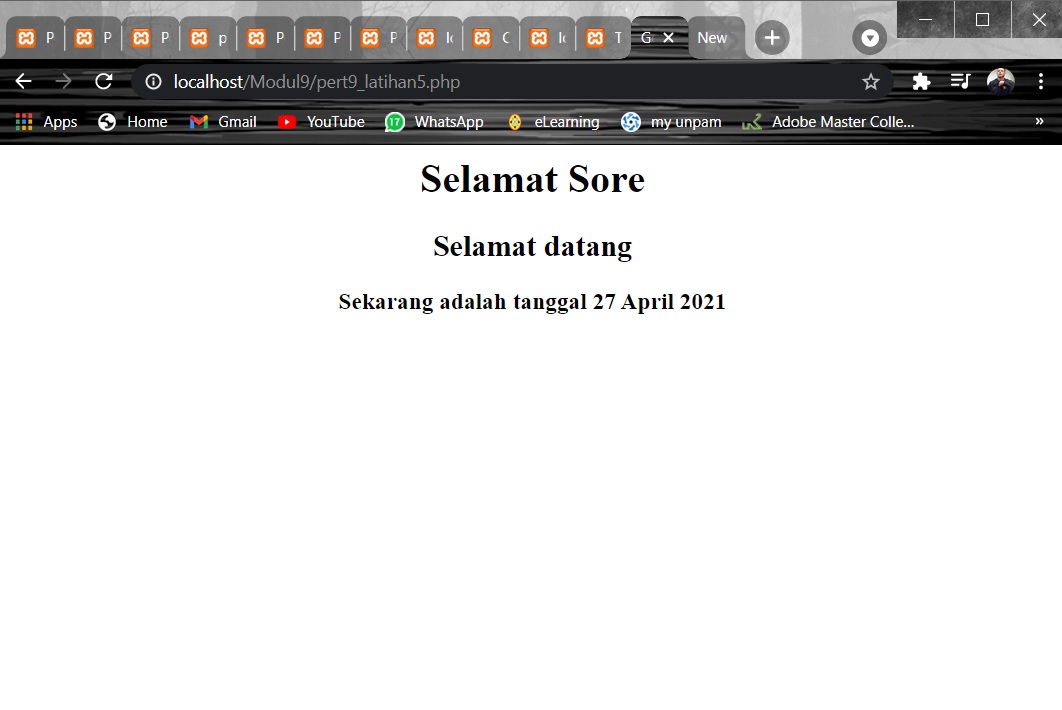 P P P p P P P C T G New
localhost/Modul9/pert9_latihan5.php
Apps Home Gmail YouTube 17 WhatsApp eLearning my unpam Adobe Master Colle... »
Selamat Sore
Selamat datang
Sekarang adalah tanggal 27 April 2021